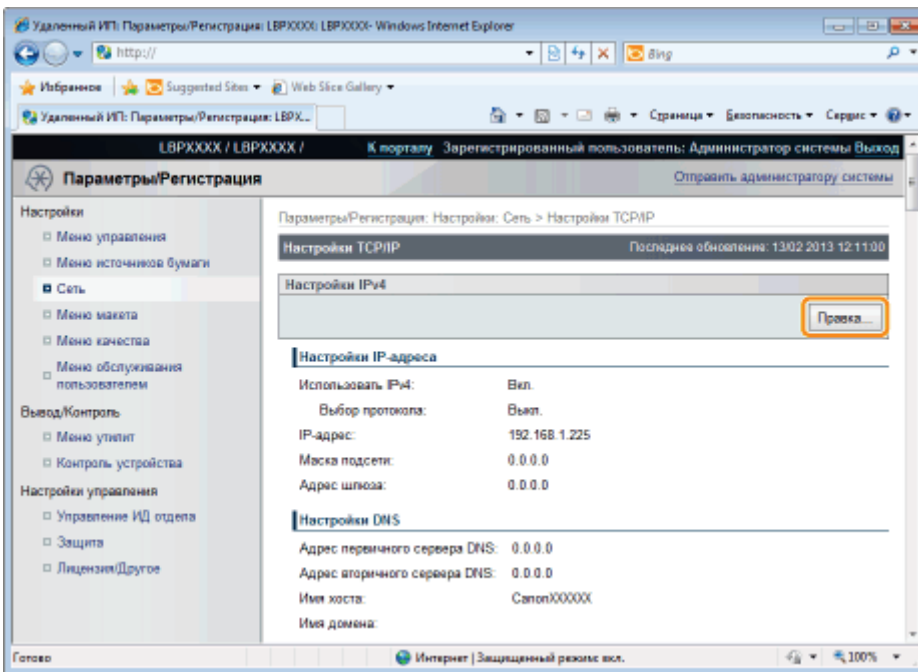 Удаленный ИП: Параметры/Регистрация: LBPXXXX: LBPXXXX- Windows Internet Explorer
http://
Bing
Избранное Suggested Sites Web Slice Gallery
Удаленный ИП: Параметры/Регистрация: LBPX... Страница Безопасность Сервис
LBPXXXX / LBPXXXX / К порталу Зарегистрированный пользователь: Администратор системы Выход
Параметры/Регистрация Отправить администратору системы
Настройки
Меню управления
Меню источников бумаги
Сеть
Меню макета
Меню качества
Меню обслуживания
пользователем
Вывод/Контроль
Меню утилит
Контроль устройства
Настройки управления
Управление ИД отдела
Защита
Лицензия/Другое
Параметры/Регистрация: Настройки: Сеть > Настройки TCP/IP
Настройки TCP/IP Последнее обновление: 13/02 2013 12:11:00
Настройки IPv4
Правка...
Настройки IP-адреса
Использовать IPv4: Вкл.
Выбор протокола: Выкл.
IP-адрес: 192.168.1.225
Маска подсети: 0.0.0.0
Адрес шлюза: 0.0.0.0
Настройки DNS
Адрес первичного сервера DNS: 0.0.0.0
Адрес вторичного сервера DNS: 0.0.0.0
Имя хоста: CanonXXXXXX
Имя домена:
Готово Интернет | Защищенный режим: вкл. 100%